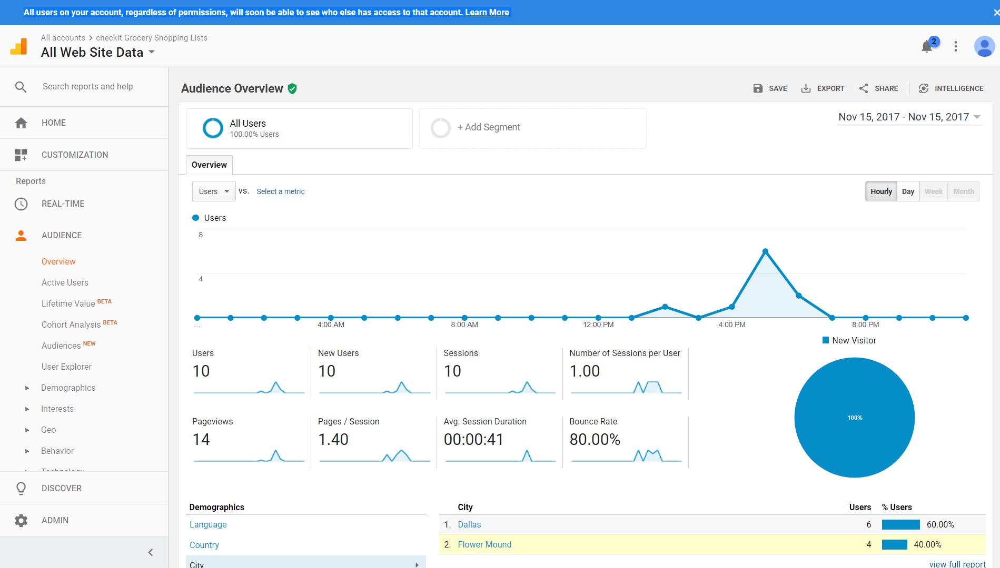 All users on your account, regardless of permissions, will soon be able to see who else has access to that account. Learn More
All accounts > checkIt Grocery Shopping Lists
All Web Site Data
2
Search reports and help
HOME
CUSTOMIZATION
Reports
REAL-TIME
AUDIENCE
Overview
Active Users
Lifetime Value BETA
Cohort Analysis BETA
Audiences NEW
User Explorer
Demographics
Interests
Geo
Behavior
Technology
DISCOVER
ADMIN
Audience Overview
SAVE EXPORT SHARE INTELLIGENCE
All Users
100.00% Users
+ Add Segment
Nov 15, 2017 - Nov 15, 2017
Overview
Users VS. Select a metric
Hourly Day Week Month
Users
8
4
... 4:00 AM 8:00 AM 12:00 PM 4:00 PM 8:00 PM
Users
10
New Users
10
Sessions
10
Number of Sessions per User
1.00
Pageviews
14
Pages / Session
1.40
Avg. Session Duration
00:00:41
Bounce Rate
80.00%
New Visitor
100%
Demographics
Language
Country
City
City Users % Users
1. Dallas 6 60.00%
2. Flower Mound 4 40.00%
view full report